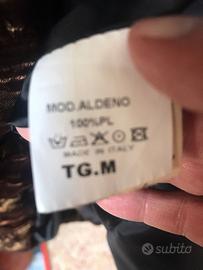 MOD.ALDENO
100%PL
MADE IN ITALY
TG.M
subito